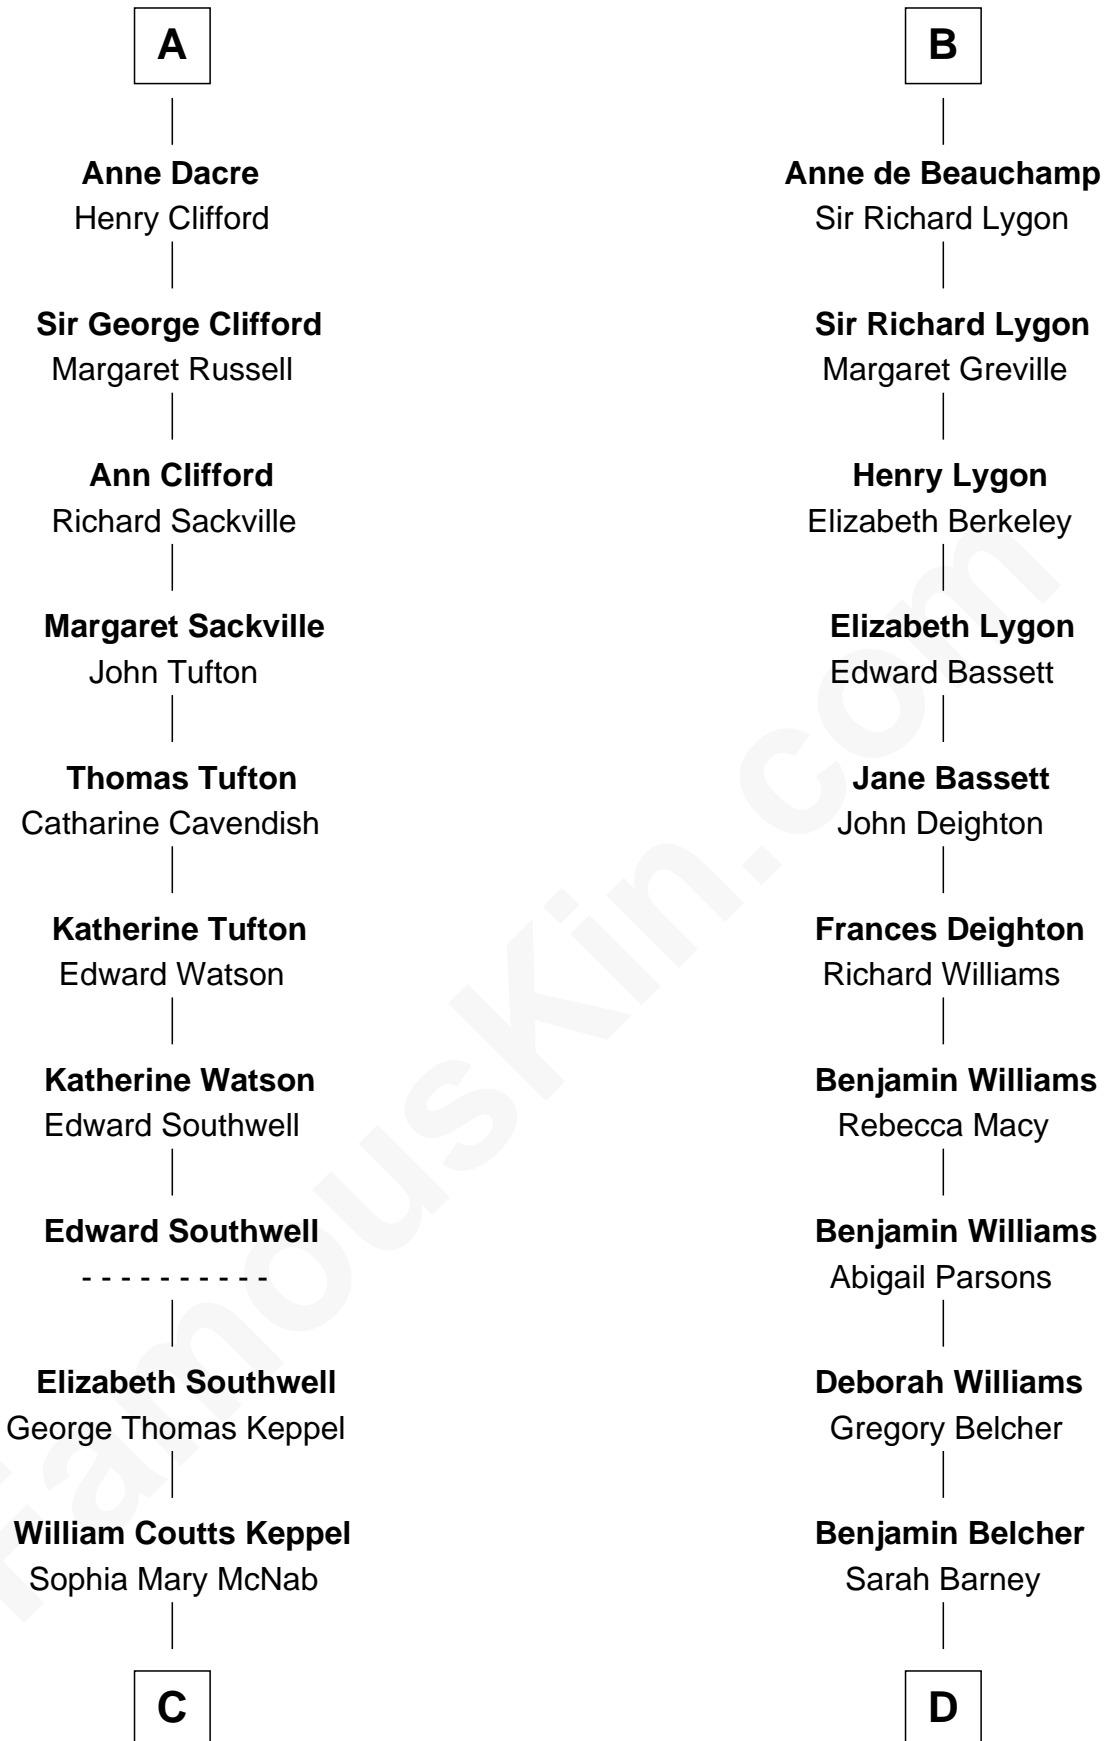 A
Anne Dacre
Henry Clifford
Sir George Clifford
Margaret Russell
Ann Clifford
Richard Sackville
Margaret Sackville
John Tufton
Thomas Tufton
Catharine Cavendish
Katherine Tufton
Edward Watson
Katherine Watson
Edward Southwell
Edward Southwell
- - - - - - - - - -
Elizabeth Southwell
George Thomas Keppel
William Coutts Keppel
Sophia Mary McNab
C
B
Anne de Beauchamp
Sir Richard Lygon
Sir Richard Lygon
Margaret Greville
Henry Lygon
Elizabeth Berkeley
Elizabeth Lygon
Edward Bassett
Jane Bassett
John Deighton
Frances Deighton
Richard Williams
Benjamin Williams
Rebecca Macy
Benjamin Williams
Abigail Parsons
Deborah Williams
Gregory Belcher
Benjamin Belcher
Sarah Barney
D
FamousKin.com